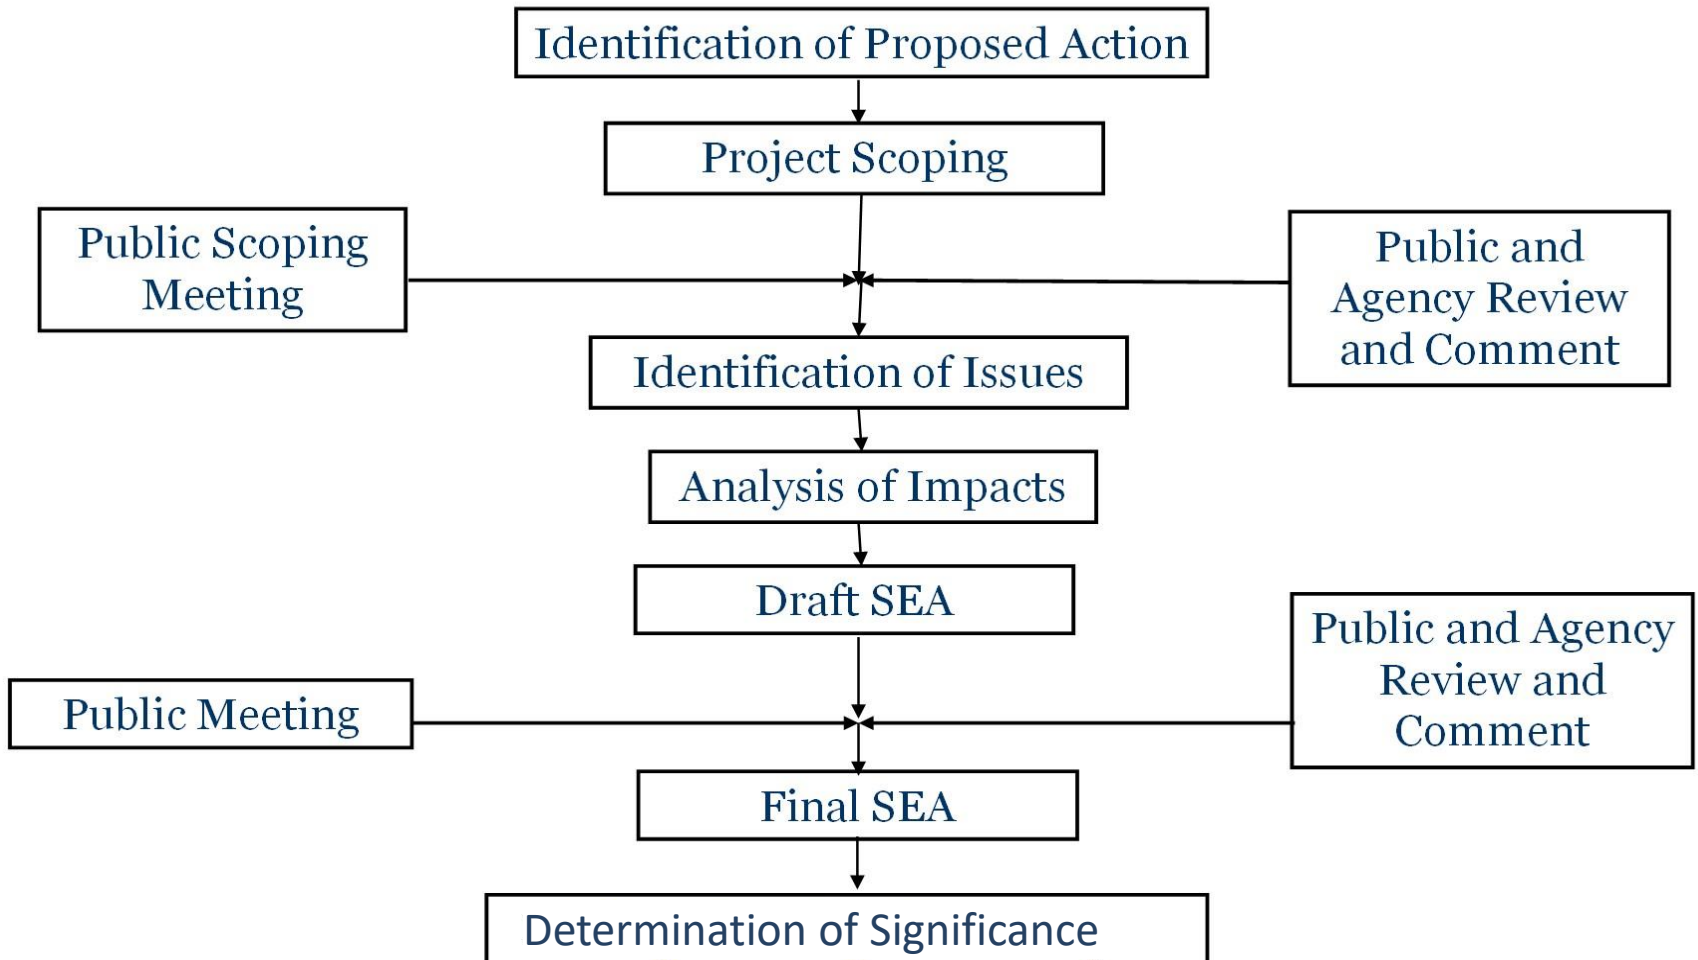 Identification of Proposed Action
Project Scoping
Public Scoping
Meeting
Public and
Agency Review
and Comment
Identification of Issues
Analysis of Impacts
Draft SEA
Public Meeting
Public and Agency
Review and
Comment
Final SEA
Determination of Significance